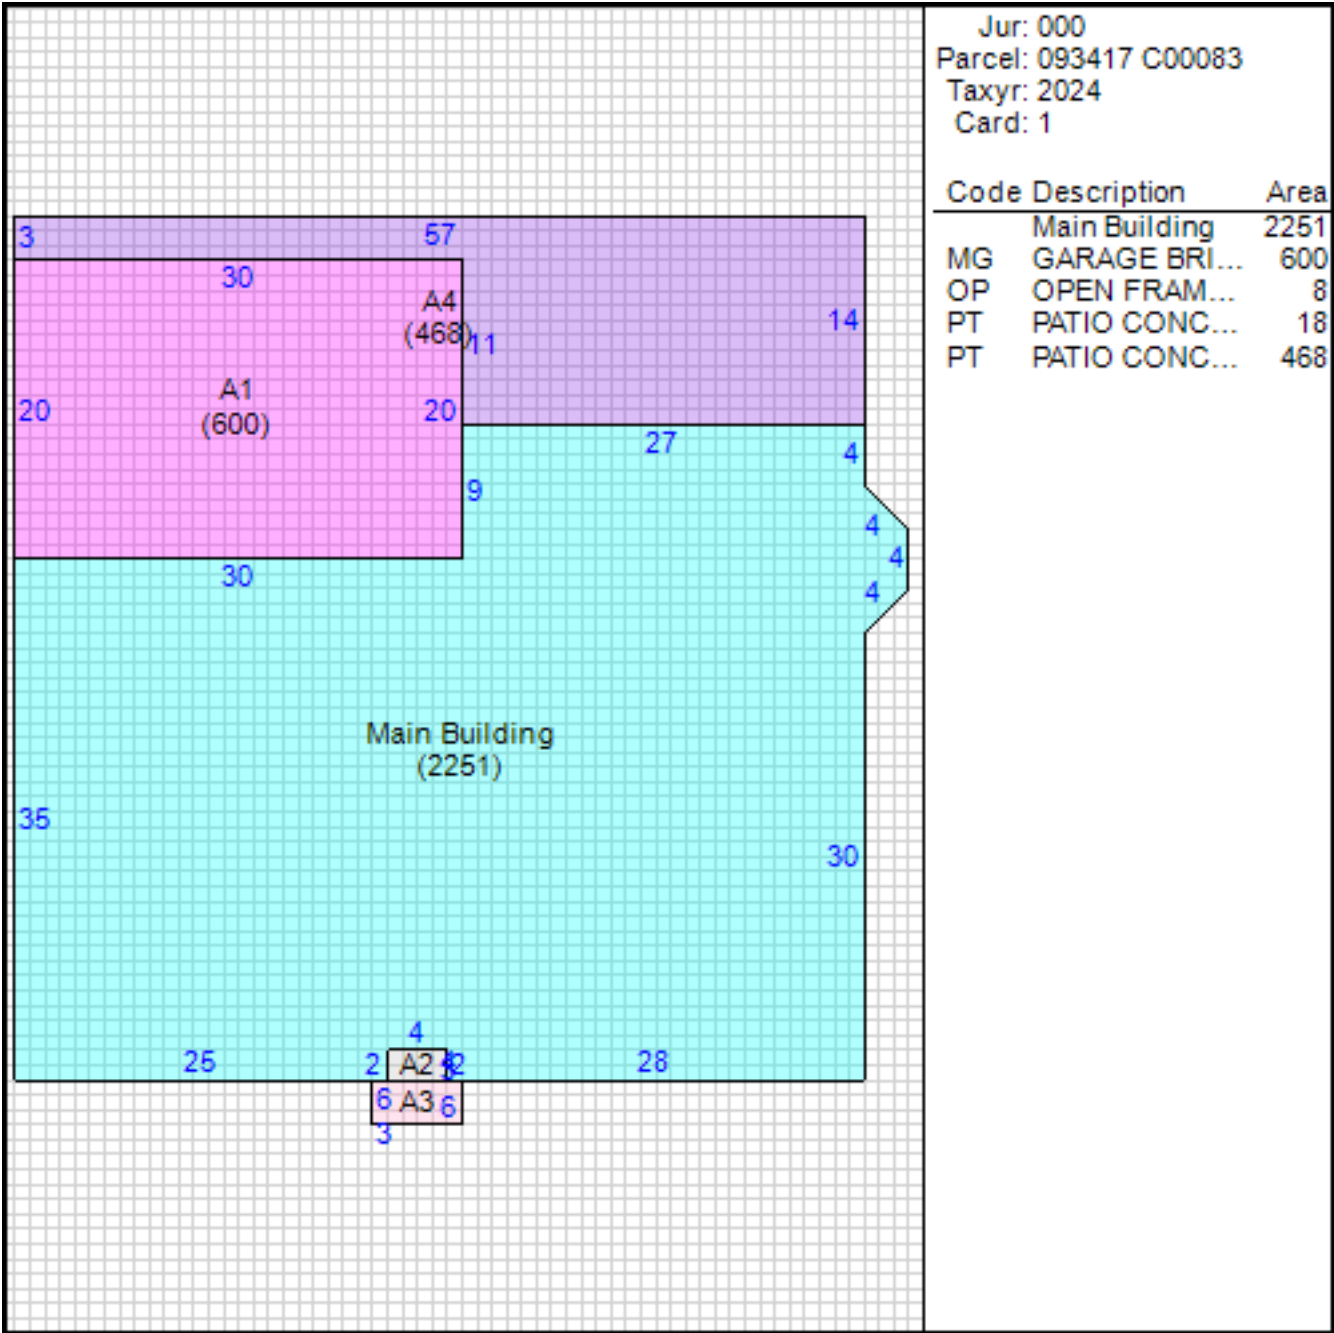 Jur: 000
Parcel: 093417 C00083
Taxyr: 2024
Card: 1
Code Description Area
Main Building 2251
MG GARAGE BRI... 600
OP OPEN FRAM... 8
PT PATIO CONC... 18
PT PATIO CONC... 468
3
57
30
A4
(468)
11
14
A1
(600)
20
20
27
4
9
4
4
4
30
Main Building
(2251)
35
30
4
25
2
A2
2
28
6
A3
6
3